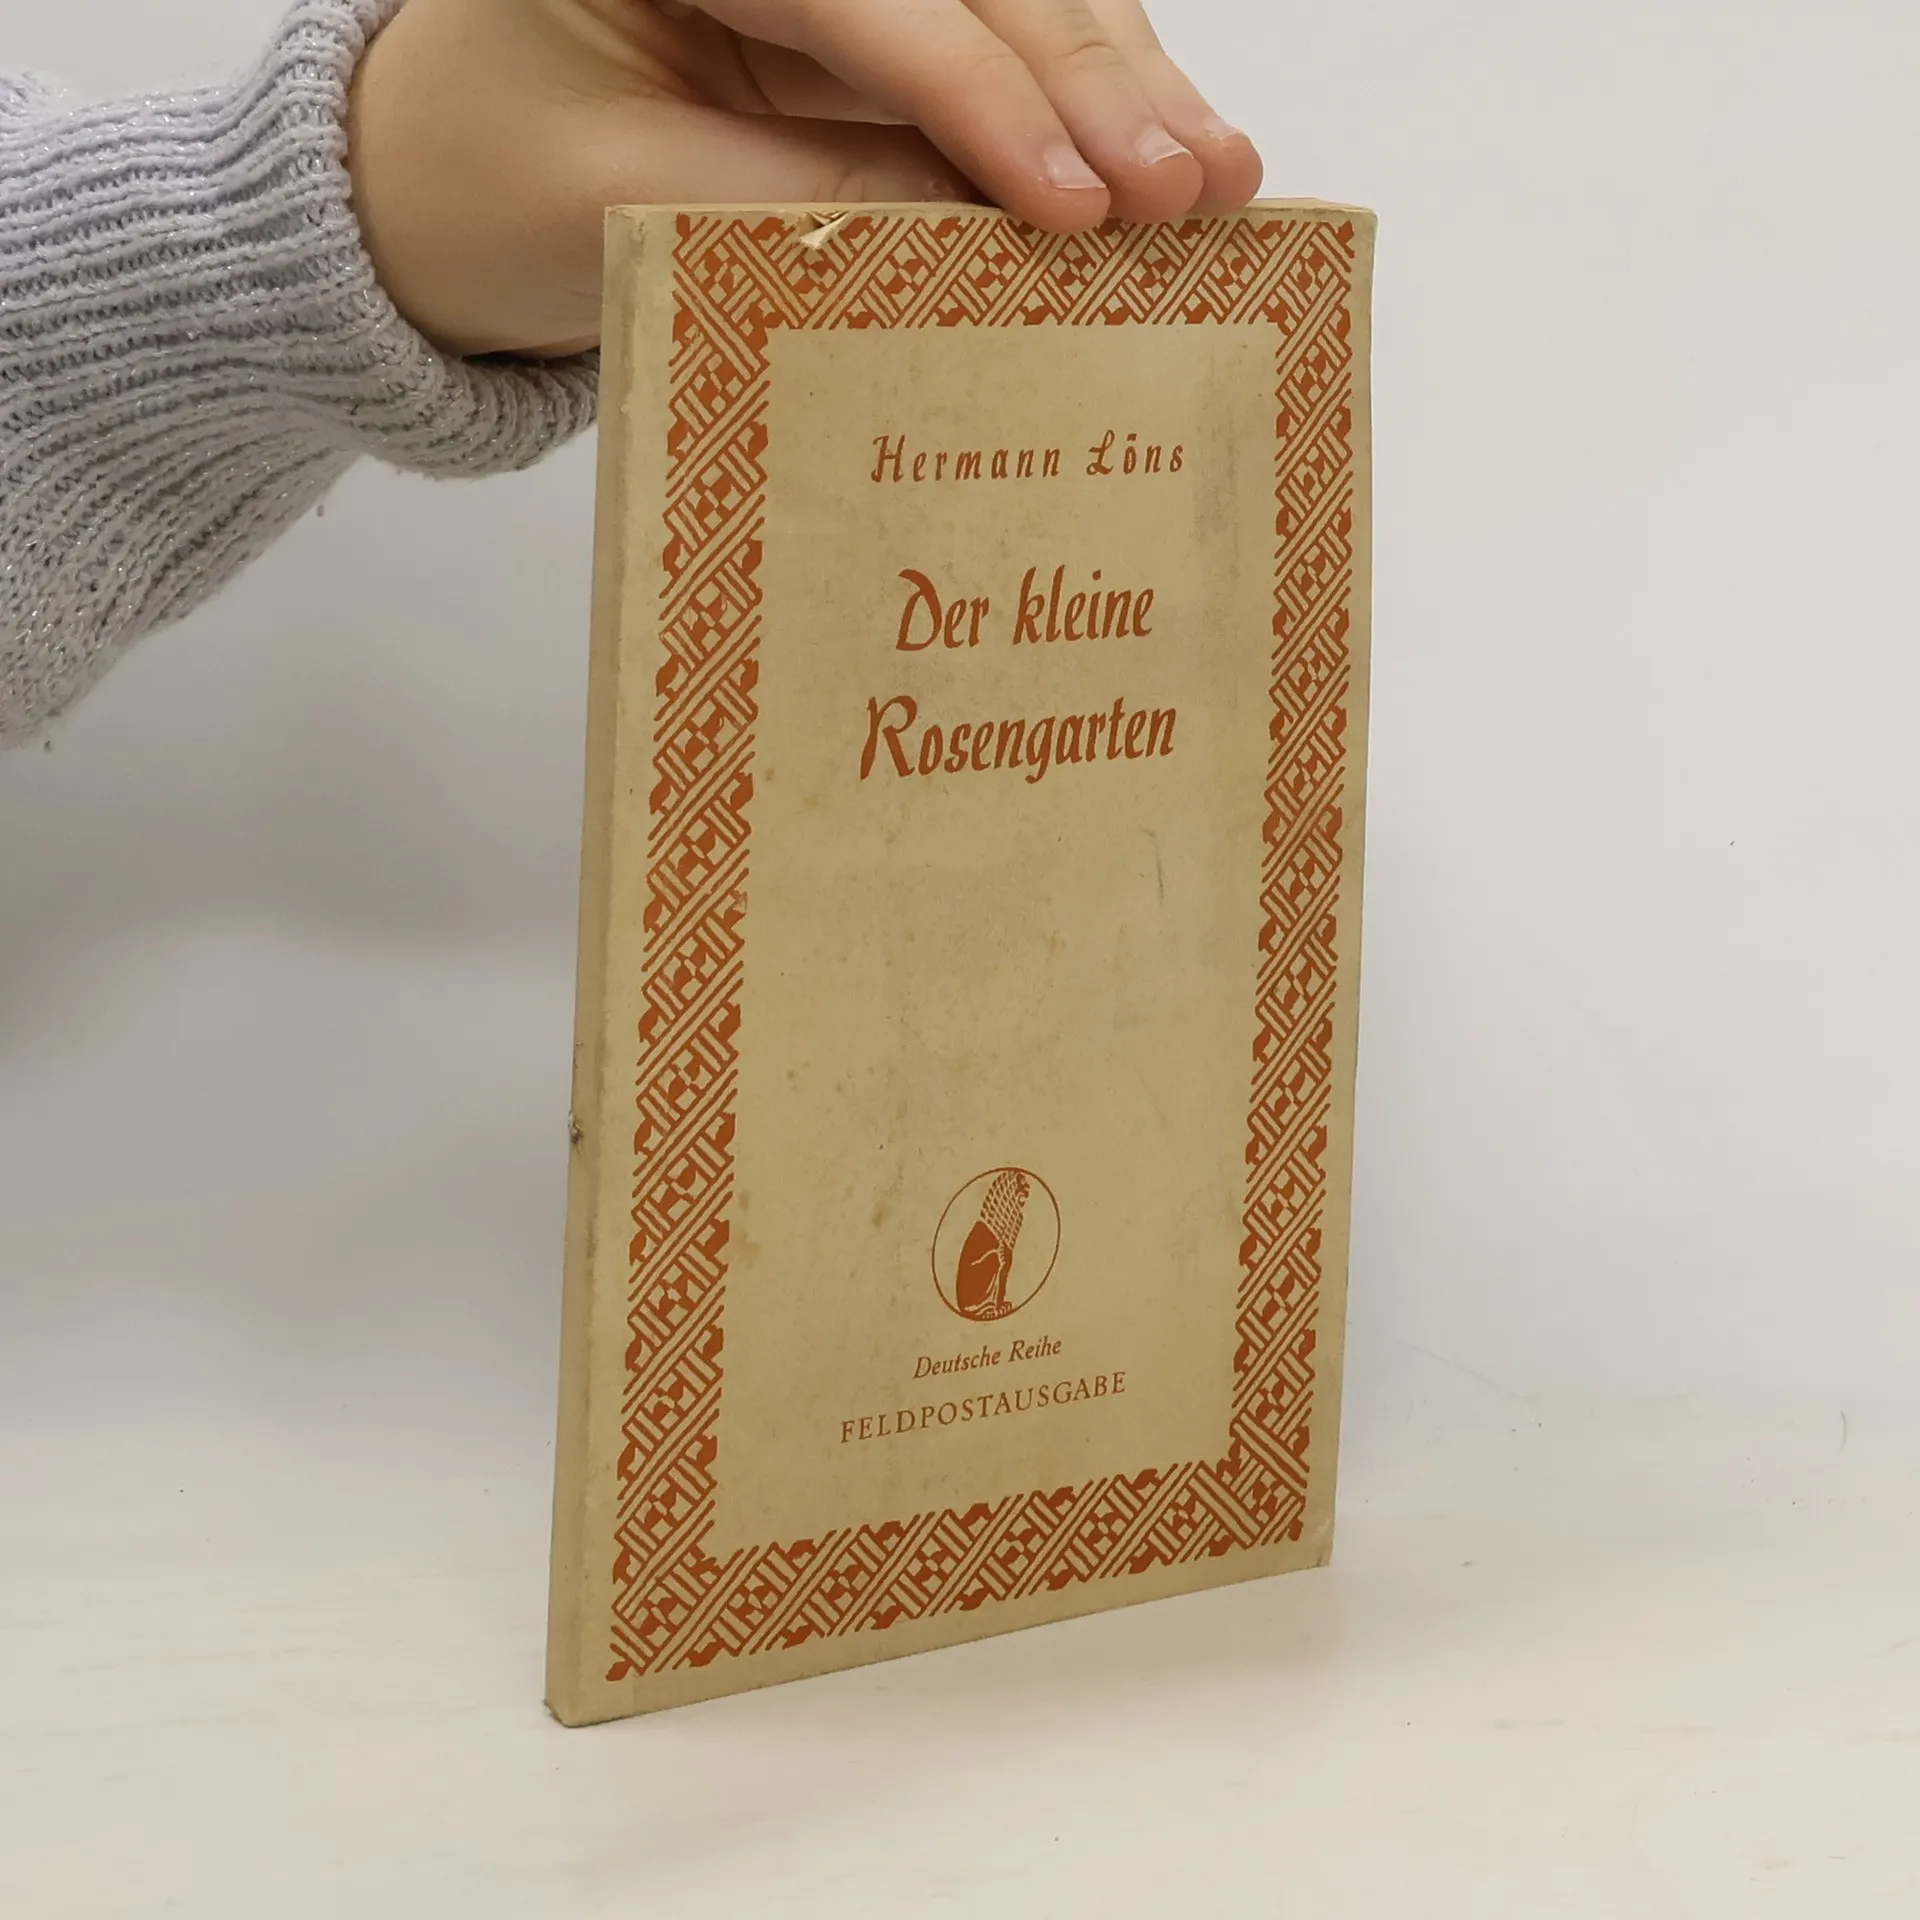 Hermann Löns
Der kleine
Rosengarten
Deutsche Reihe
FELDPOSTAUSGABE